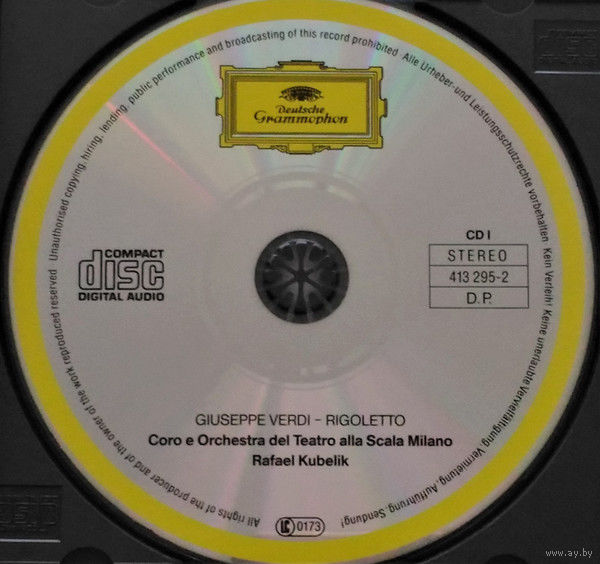 All rights of the producer and of the owner of the work reproduced reserved Unauthorised copying, hiring, lending, public performance and broadcasting of this record prohibited Alle Urheber-und Leistungsschutzrechte vorbehalten Kein Verleih! Keine unerlaubte Vervielfältigung, Vermietung, Aufführung, Sendung!
Deutsche
Grammophon
COMPACT
disc
DIGITAL AUDIO
CD I
STEREO
413 295-2
D.P.
GIUSEPPE VERDI – RIGOLETTO
Coro e Orchestra del Teatro alla Scala Milano
Rafael Kubelik
LC 0173
www.ay.by